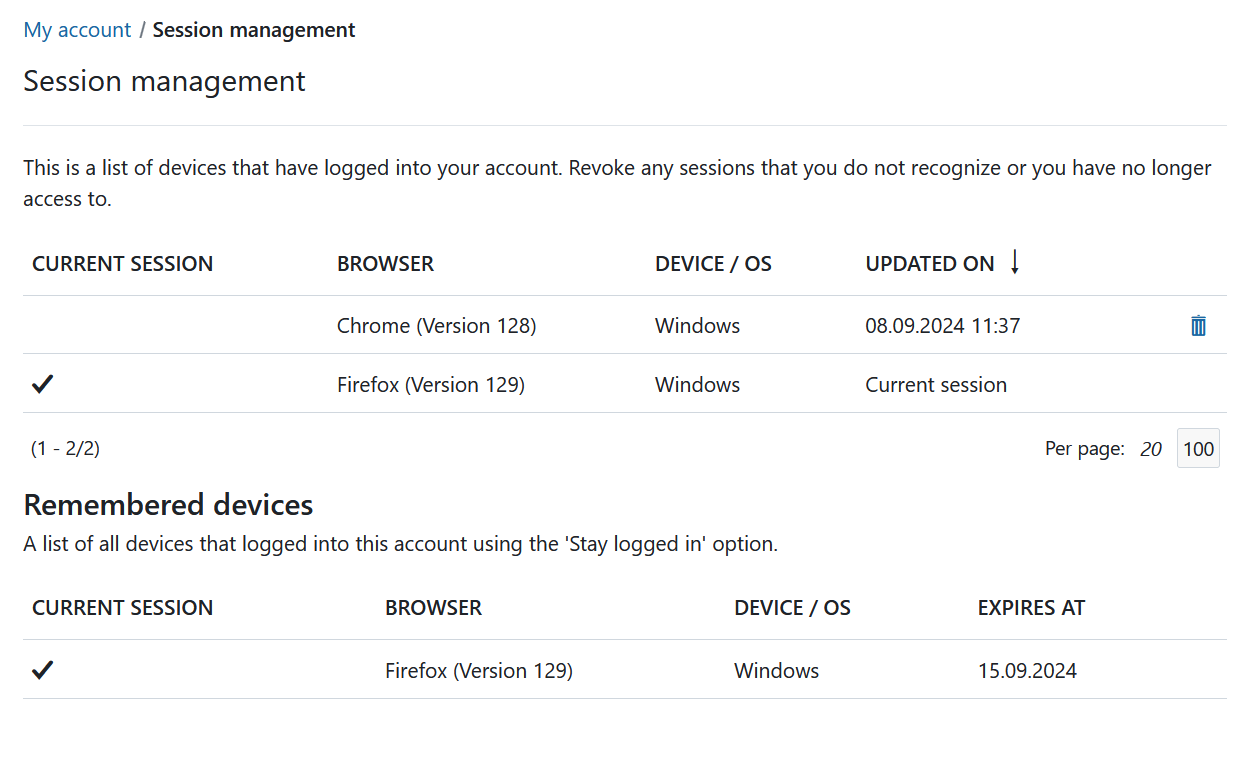 My account / Session management
Session management
This is a list of devices that have logged into your account. Revoke any sessions that you do not recognize or you have no longer
access to.
CURRENT SESSION BROWSER DEVICE / OS UPDATED ON ↓
Chrome (Version 128) Windows 08.09.2024 11:37
✔ Firefox (Version 129) Windows Current session
(1 - 2/2) Per page: 20 100
Remembered devices
A list of all devices that logged into this account using the 'Stay logged in' option.
CURRENT SESSION BROWSER DEVICE / OS EXPIRES AT
✔ Firefox (Version 129) Windows 15.09.2024